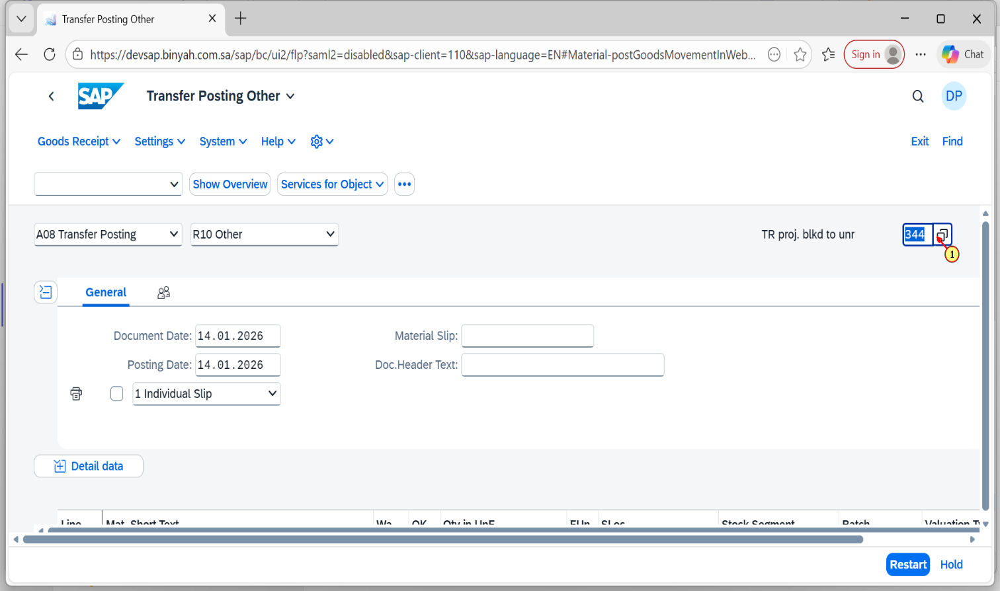 Transfer Posting Other
https://devsap.binyah.com.sa/sap/bc/ui2/flp?saml2=disabled&sap-client=110&sap-language=EN#Material-postGoodsMovementInWeb...
Sign in
Chat
SAP
Transfer Posting Other
DP
Goods Receipt
Settings
System
Help
Exit
Find
Show Overview
Services for Object
A08 Transfer Posting
R10 Other
TR proj. blkd to unr
344
1
General
Document Date: 14.01.2026
Material Slip:
Posting Date: 14.01.2026
Doc.Header Text:
1 Individual Slip
Detail data
Line Mat. Short Text Wa OK Qty in UnE EUn SLoc Stock Segment Batch Valuation T
Restart
Hold